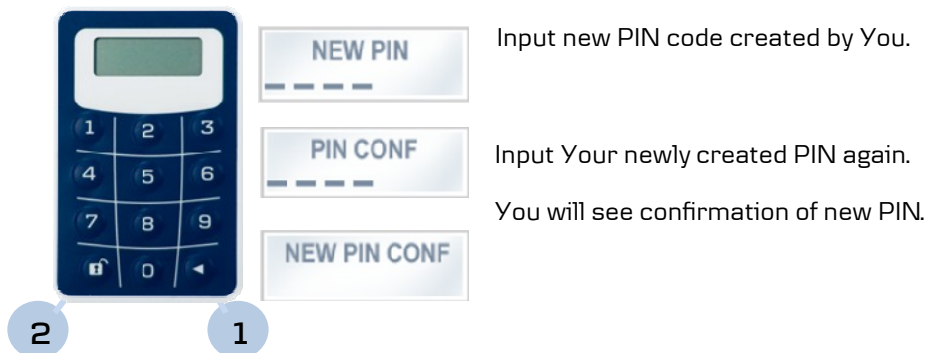 NEW PIN
Input new PIN code created by You.
PIN CONF
Input Your newly created PIN again.
You will see confirmation of new PIN.
NEW PIN CONF
1 2 3
4 5 6
7 8 9
0
2 1